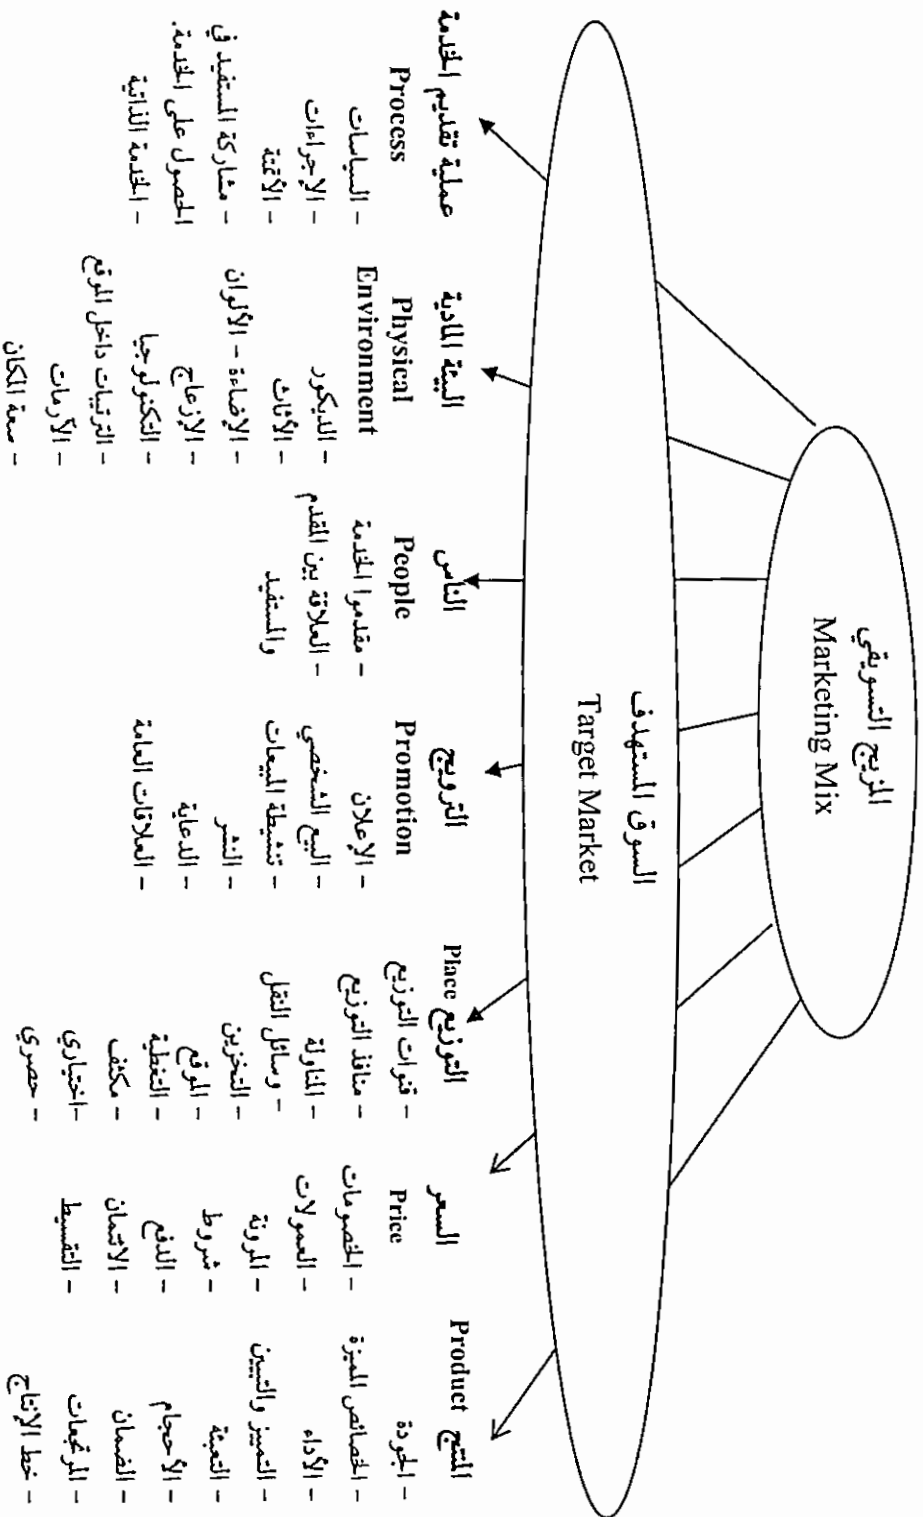 المزيج التسويقي
Marketing Mix
السوق المستهدف
Target Market
المنتج Product
- الجودة
- الخصائص المميزة
- الأداء
- التمييز والتبيين
- التعبئة
- الأحجام
- الضمان
- المرتجعات
- خط الإنتاج
السعر
Price
- الخصومات
- العمولات
- المرونة
- شروط
- الدفع
- الائتمان
- التقسيط
التوزيع Place
- قنوات التوزيع
- منافذ التوزيع
- المناولة
- وسائل النقل
- التخزين
- الموقع
- التغطية
- مكثف
-اختياري
- حصري
الترويج
Promotion
- الإعلان
- البيع الشخصي
- تنشيطة المبيعات
- النشر
- الدعاية
- العلاقات العامة
الناس
People
- مقدموا الخدمة
- العلاقة بين المقدم
والمستفيد
البيئة المادية
Physical
Environment
- الديكور
- الأثاث
- الإضاءة - الألوان
- الإزعاج
- التكنولوجيا
- الترتيبات داخل الموقع
- الآرمات
- سعة المكان
عملية تقديم الخدمة
Process
- السياسات
- الإجراءات
- الأتمتة
- مشاركة المستفيد في
الحصول على الخدمة.
- الخدمة الذاتية